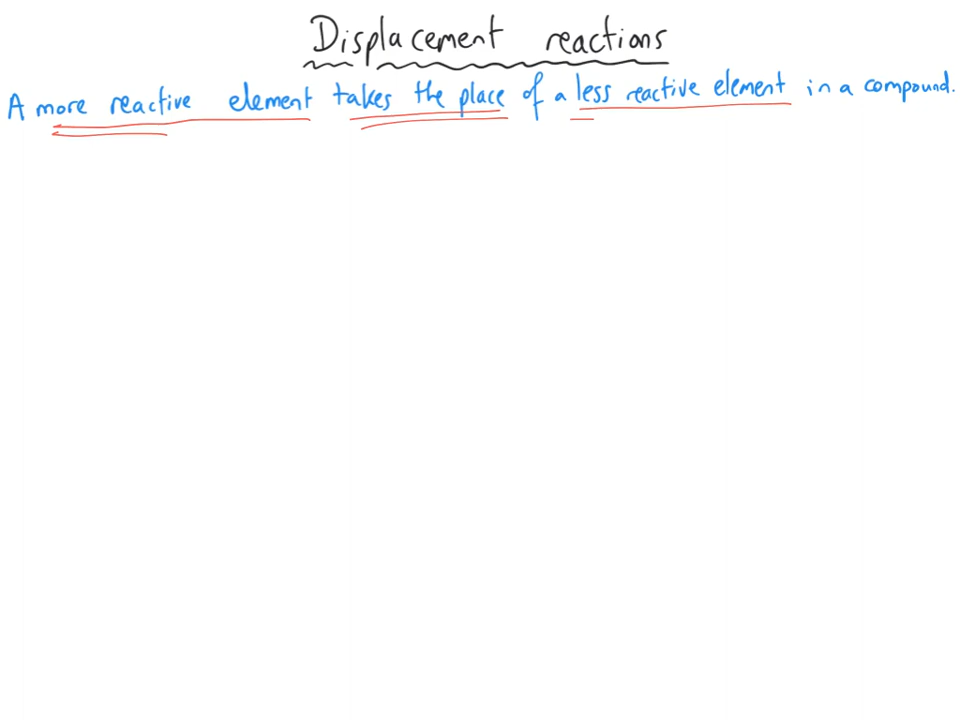 Displacement reactions
A more reactive element takes the place of a less reactive element in a compound.